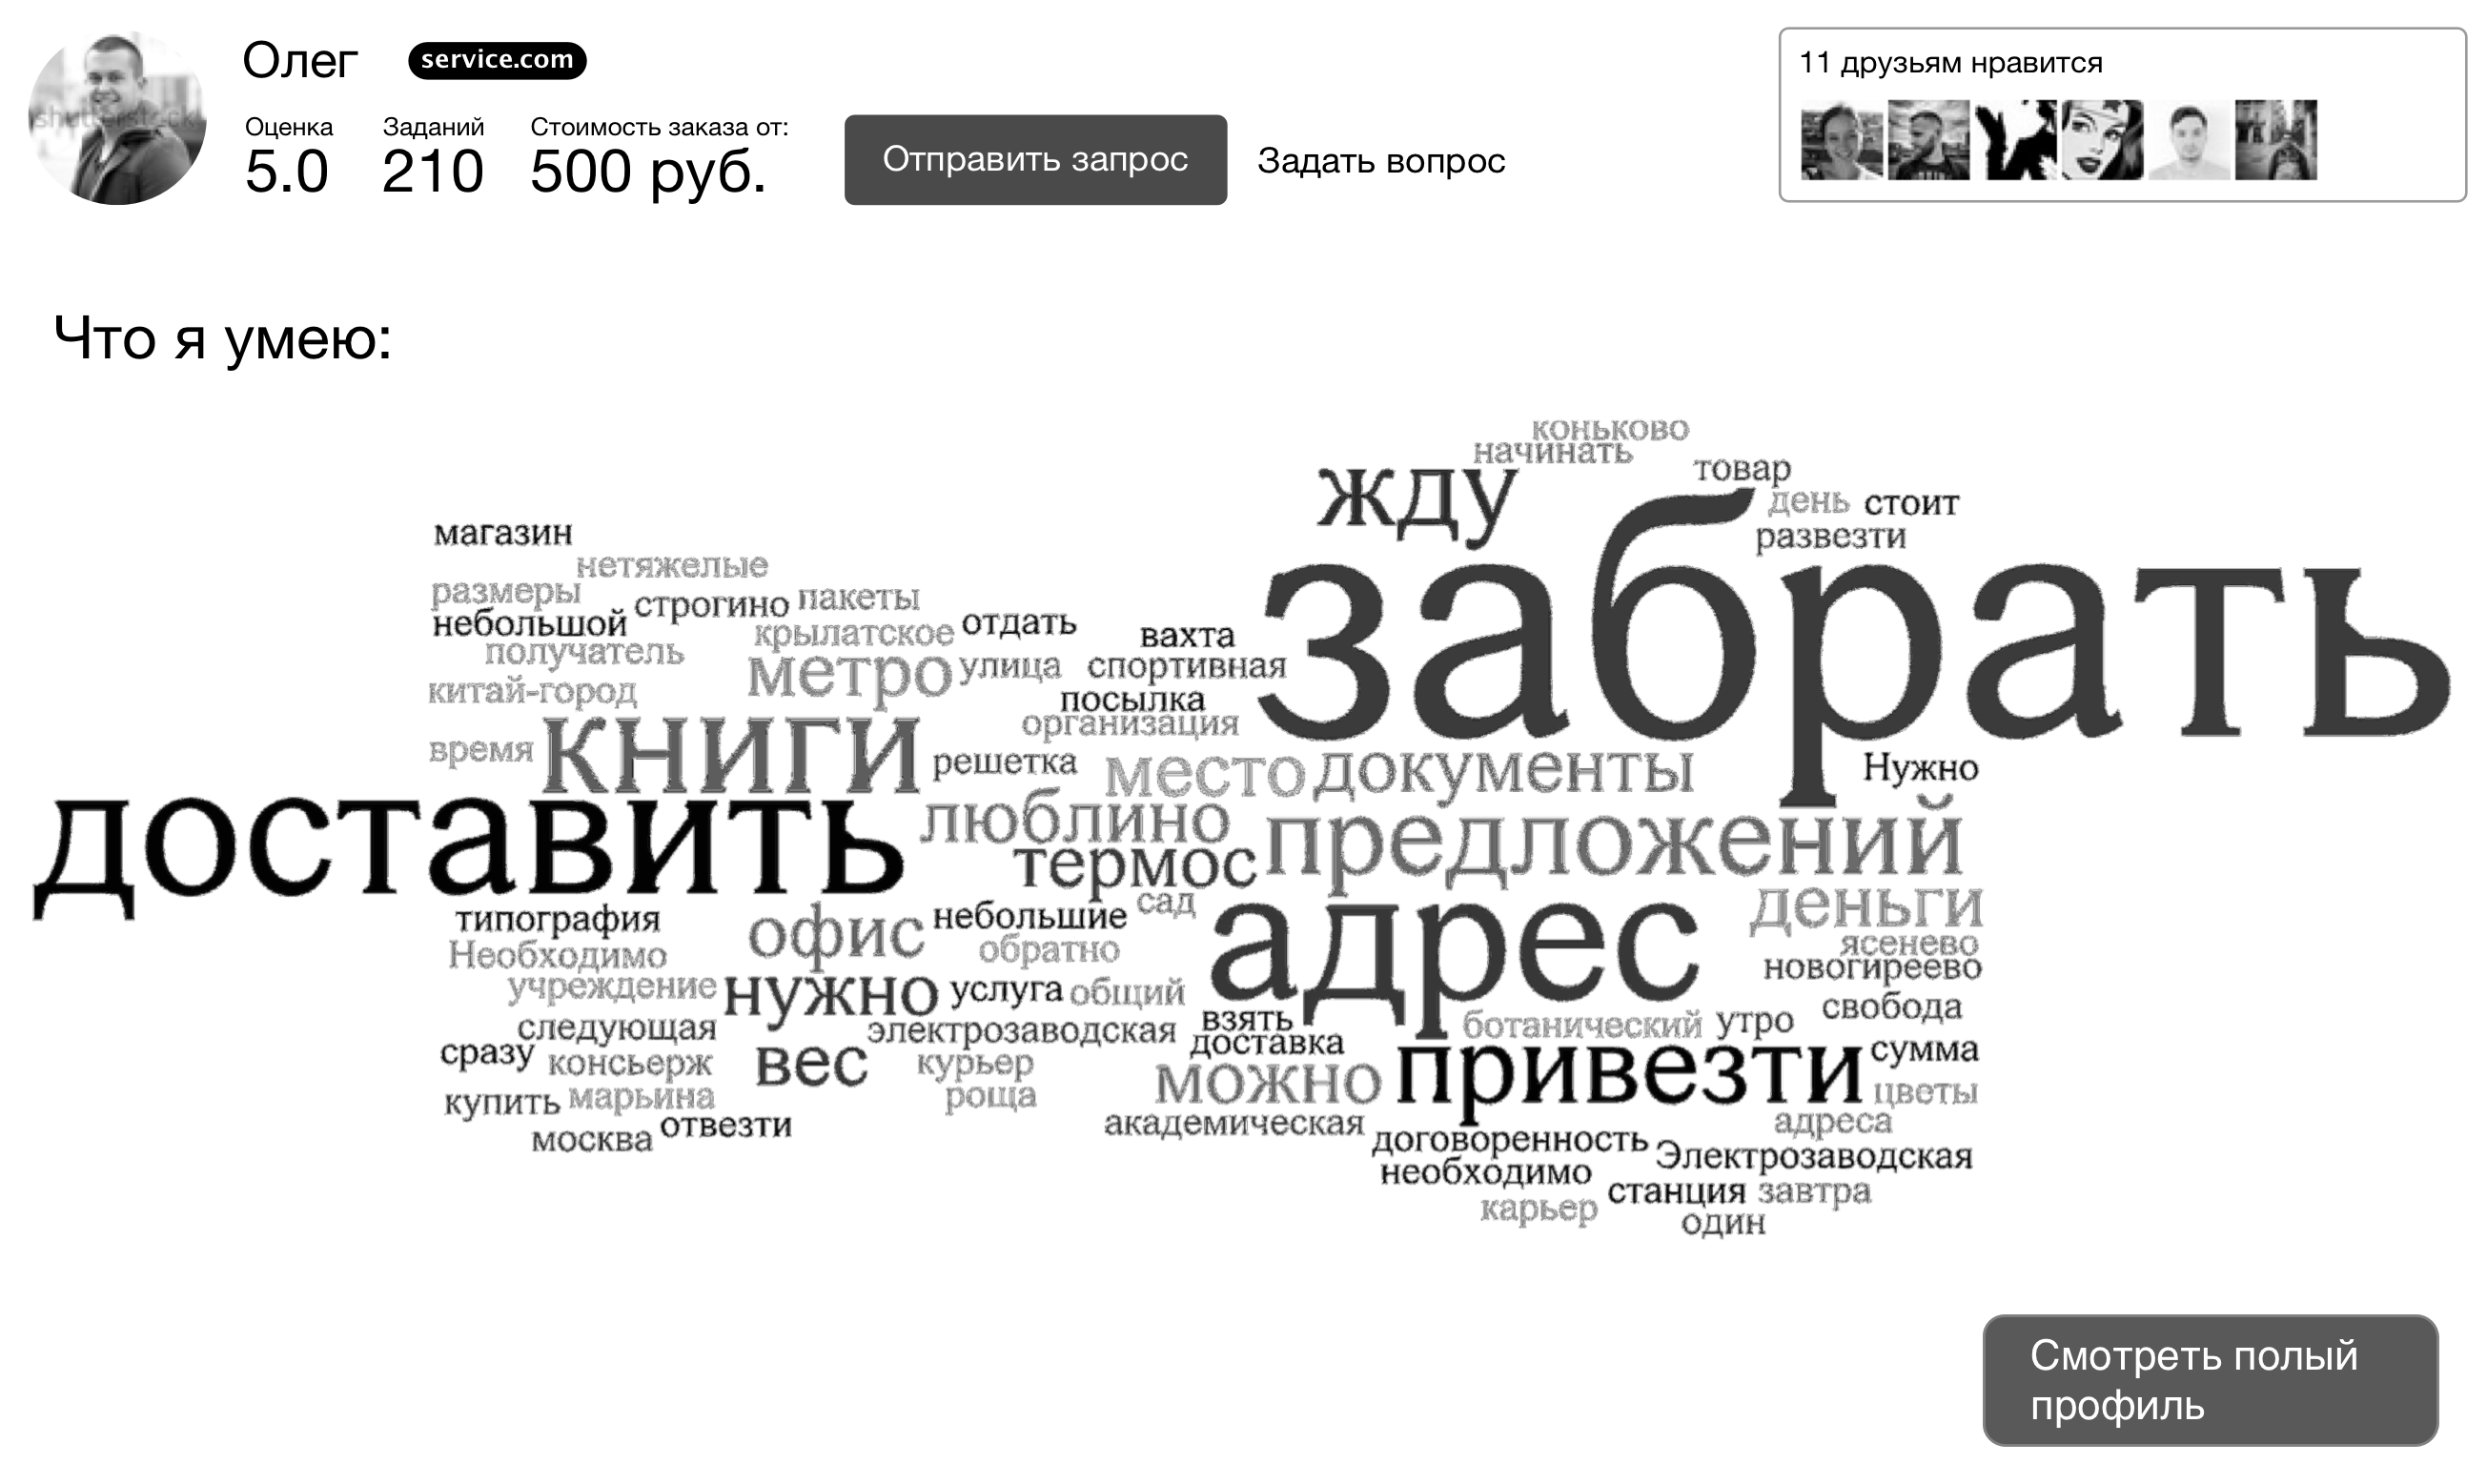 Олег service.com
11 друзьям нравится
Оценка Заданий Стоимость заказа от:
5.0 210 500 руб.
Отправить запрос Задать вопрос
shutterstock
Что я умею:
коньково
начинать
товар
жду
день стоит
магазин
развезти
нетяжелые
забрать
размеры строгино пакеты
небольшой крылатское отдать вахта
получатель метро улица спортивная
китай-город посылка
организация
время книги решетка место документы Нужно
доставить люблино предложений
термос
сад деньги
типография офис небольшие адрес
Необходимо обратно ясенево
новогиреево
учреждение нужно услуга общий свобода
следующая электрозаводская взять ботанический утро
сразу консьерж вес курьер доставка привезти сумма
купить марьина роща можно цветы
москва отвезти академическая адреса
договоренность Электрозаводская
необходимо
станция завтра
карьер
один
Смотреть полый
профиль